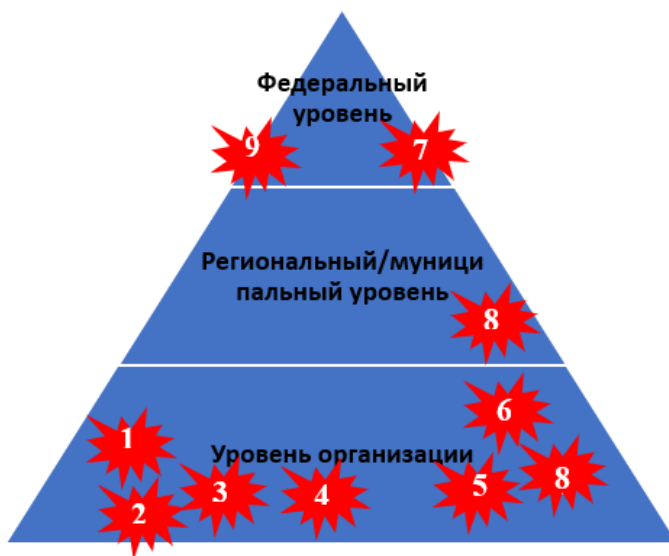 Федеральный
уровень
9
7
Региональный/муници
пальный уровень
8
6
1
Уровень организации
8
5
3
4
2